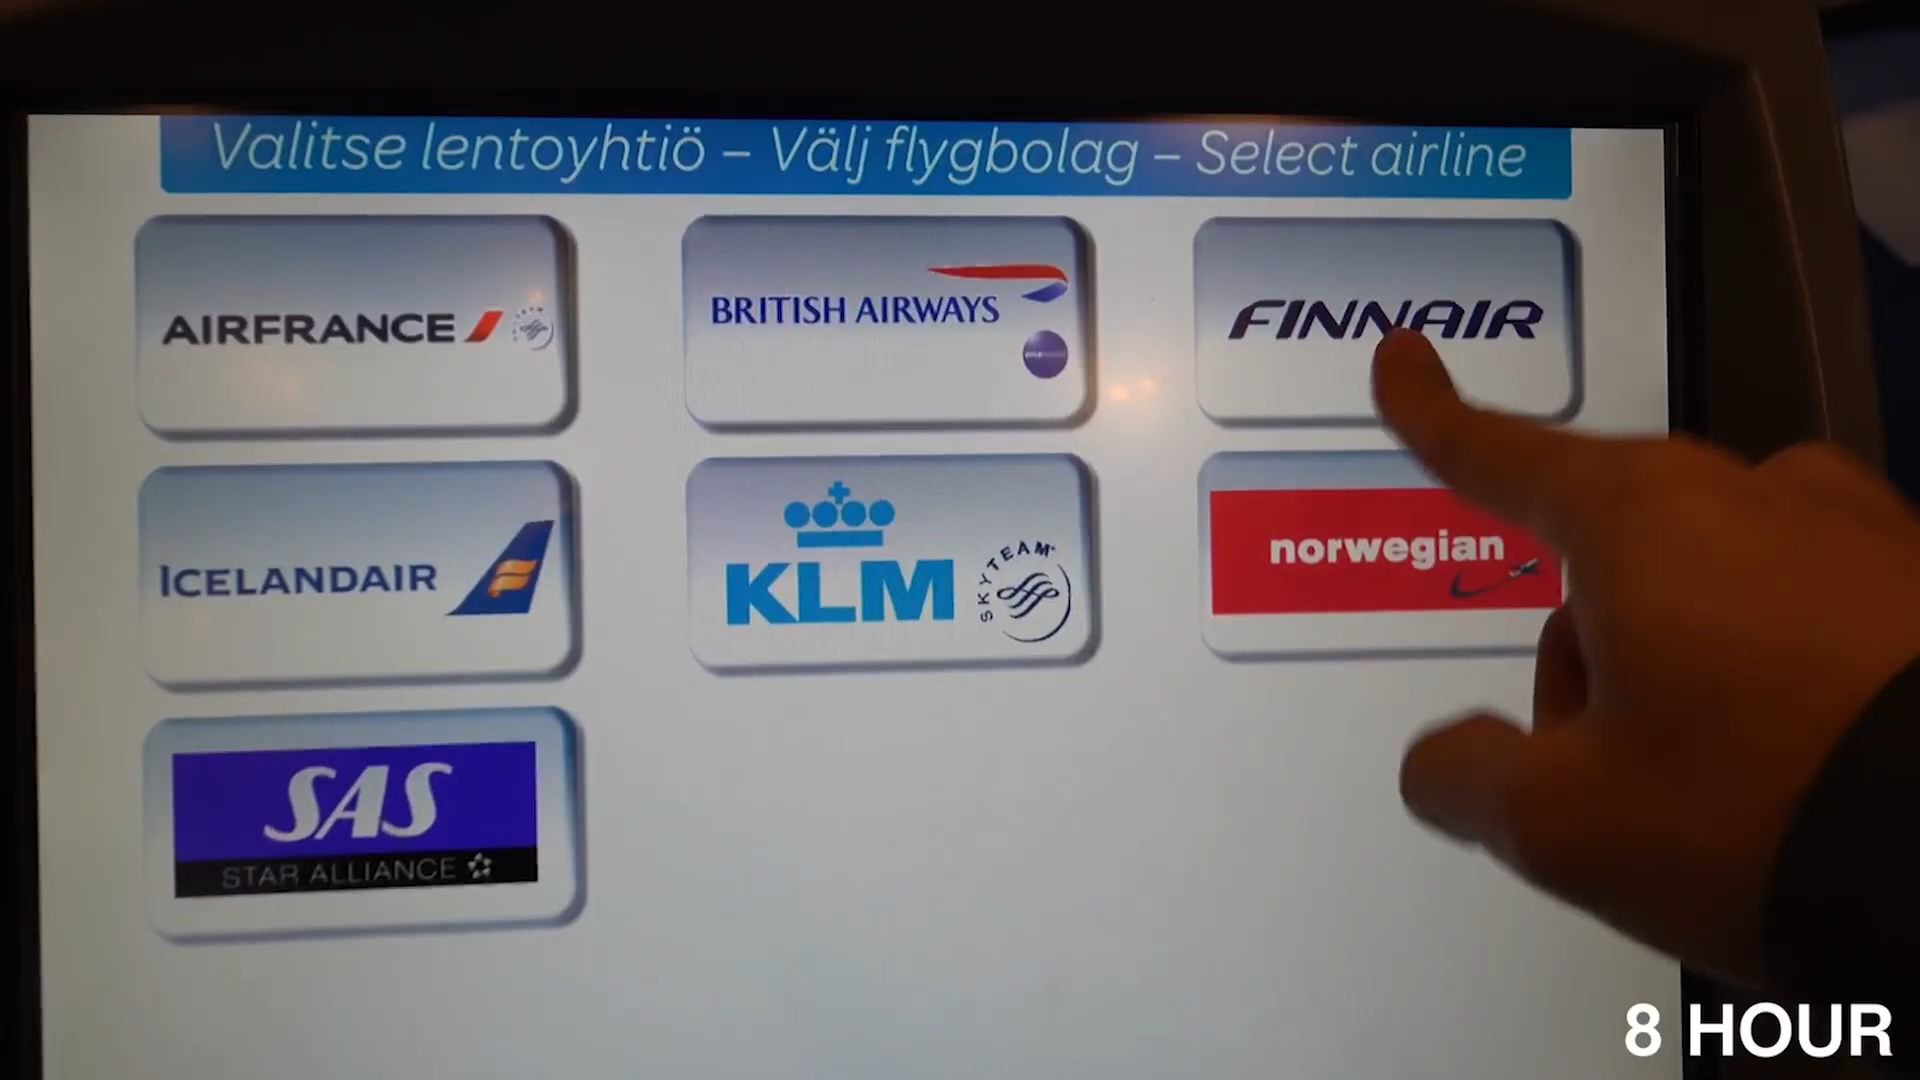 Valitse lentoyhtiö – Välj flygbolag – Select airline
AIRFRANCE
BRITISH AIRWAYS
FINNAIR
ICELANDAIR
KLM
SKYTEAM
norwegian
SAS
STAR ALLIANCE
8 HOUR